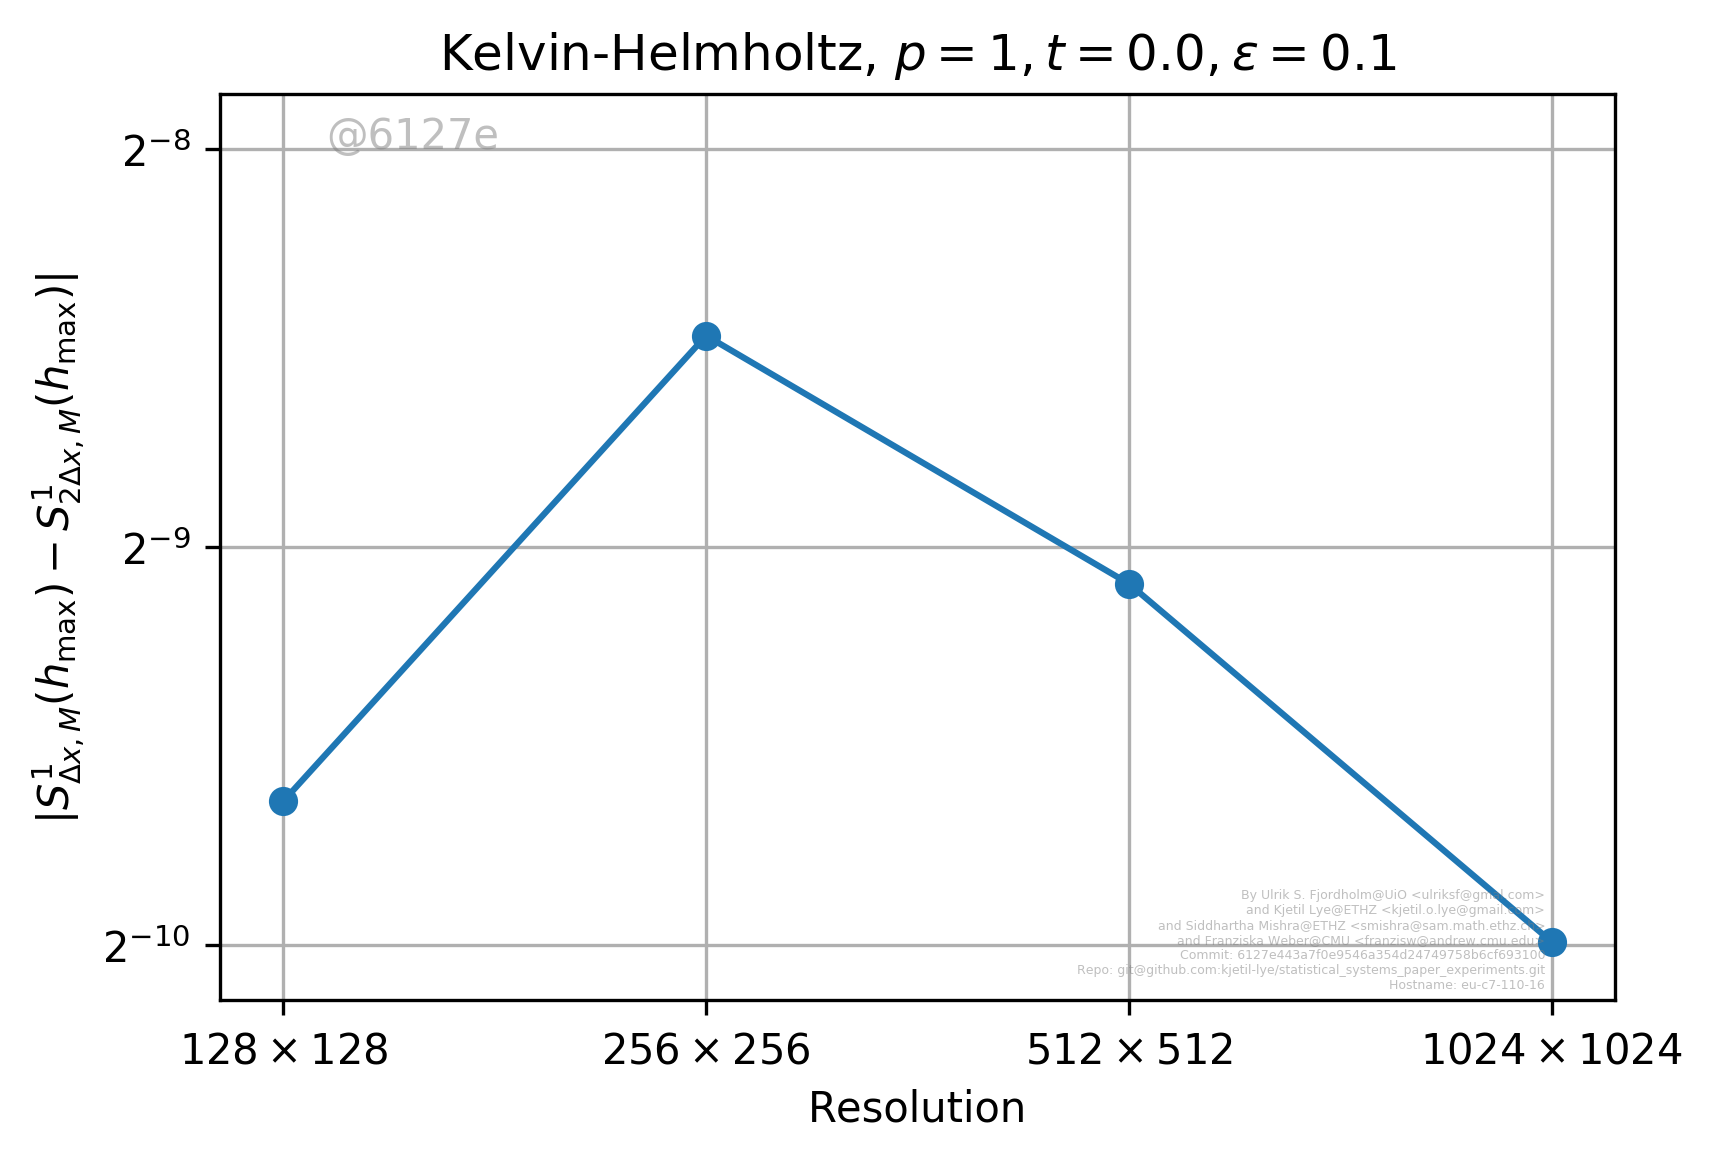 Kelvin-Helmholtz, p = 1, t = 0.0, ε = 0.1
@6127e
2⁻⁸
2⁻⁹
2⁻¹⁰
|S¹_{Δx, M}(h_max) − S¹_{2Δx, M}(h_max)|
By Ulrik S. Fjordholm@UiO <ulriksf@gmail.com>
and Kjetil Lye@ETHZ <kjetil.o.lye@gmail.com>
and Siddhartha Mishra@ETHZ <smishra@sam.math.ethz.ch>
and Franziska Weber@CMU <franzisw@andrew.cmu.edu>
Commit: 6127e443a7f0e9546a354d24749758b6cf693100
Repo: git@github.com:kjetil-lye/statistical_systems_paper_experiments.git
Hostname: eu-c7-110-16
128 × 128
256 × 256
512 × 512
1024 × 1024
Resolution